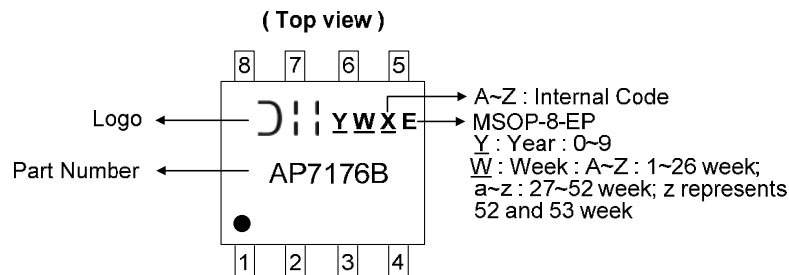 ( Top view )
8 7 6 5
Logo
Y W X E
A~Z : Internal Code
MSOP-8-EP
Part Number
AP7176B
Y : Year : 0~9
W : Week : A~Z : 1~26 week;
a~z : 27~52 week; z represents
52 and 53 week
1 2 3 4